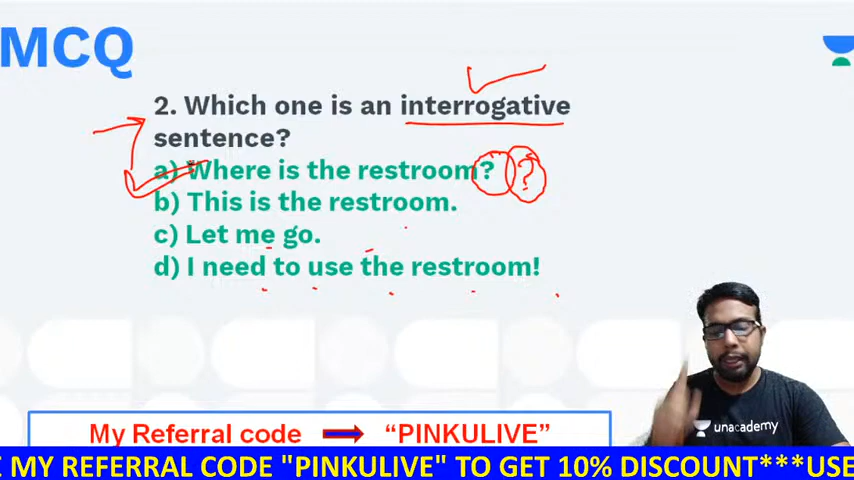 MCQ
2. Which one is an interrogative
sentence?
a) Where is the restroom? ?
b) This is the restroom.
c) Let me go.
d) I need to use the restroom!
unacademy
My Referral code "PINKULIVE"
MY REFERRAL CODE "PINKULIVE" TO GET 10% DISCOUNT***USE